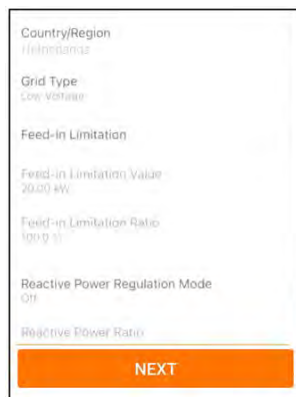 Country/Region
Netherlands
Grid Type
Low Voltage
Feed-in Limitation
Feed-in Limitation Value
20.00 kW
Feed-in Limitation Ratio
100.0 %
Reactive Power Regulation Mode
Off
Reactive Power Ratio
NEXT